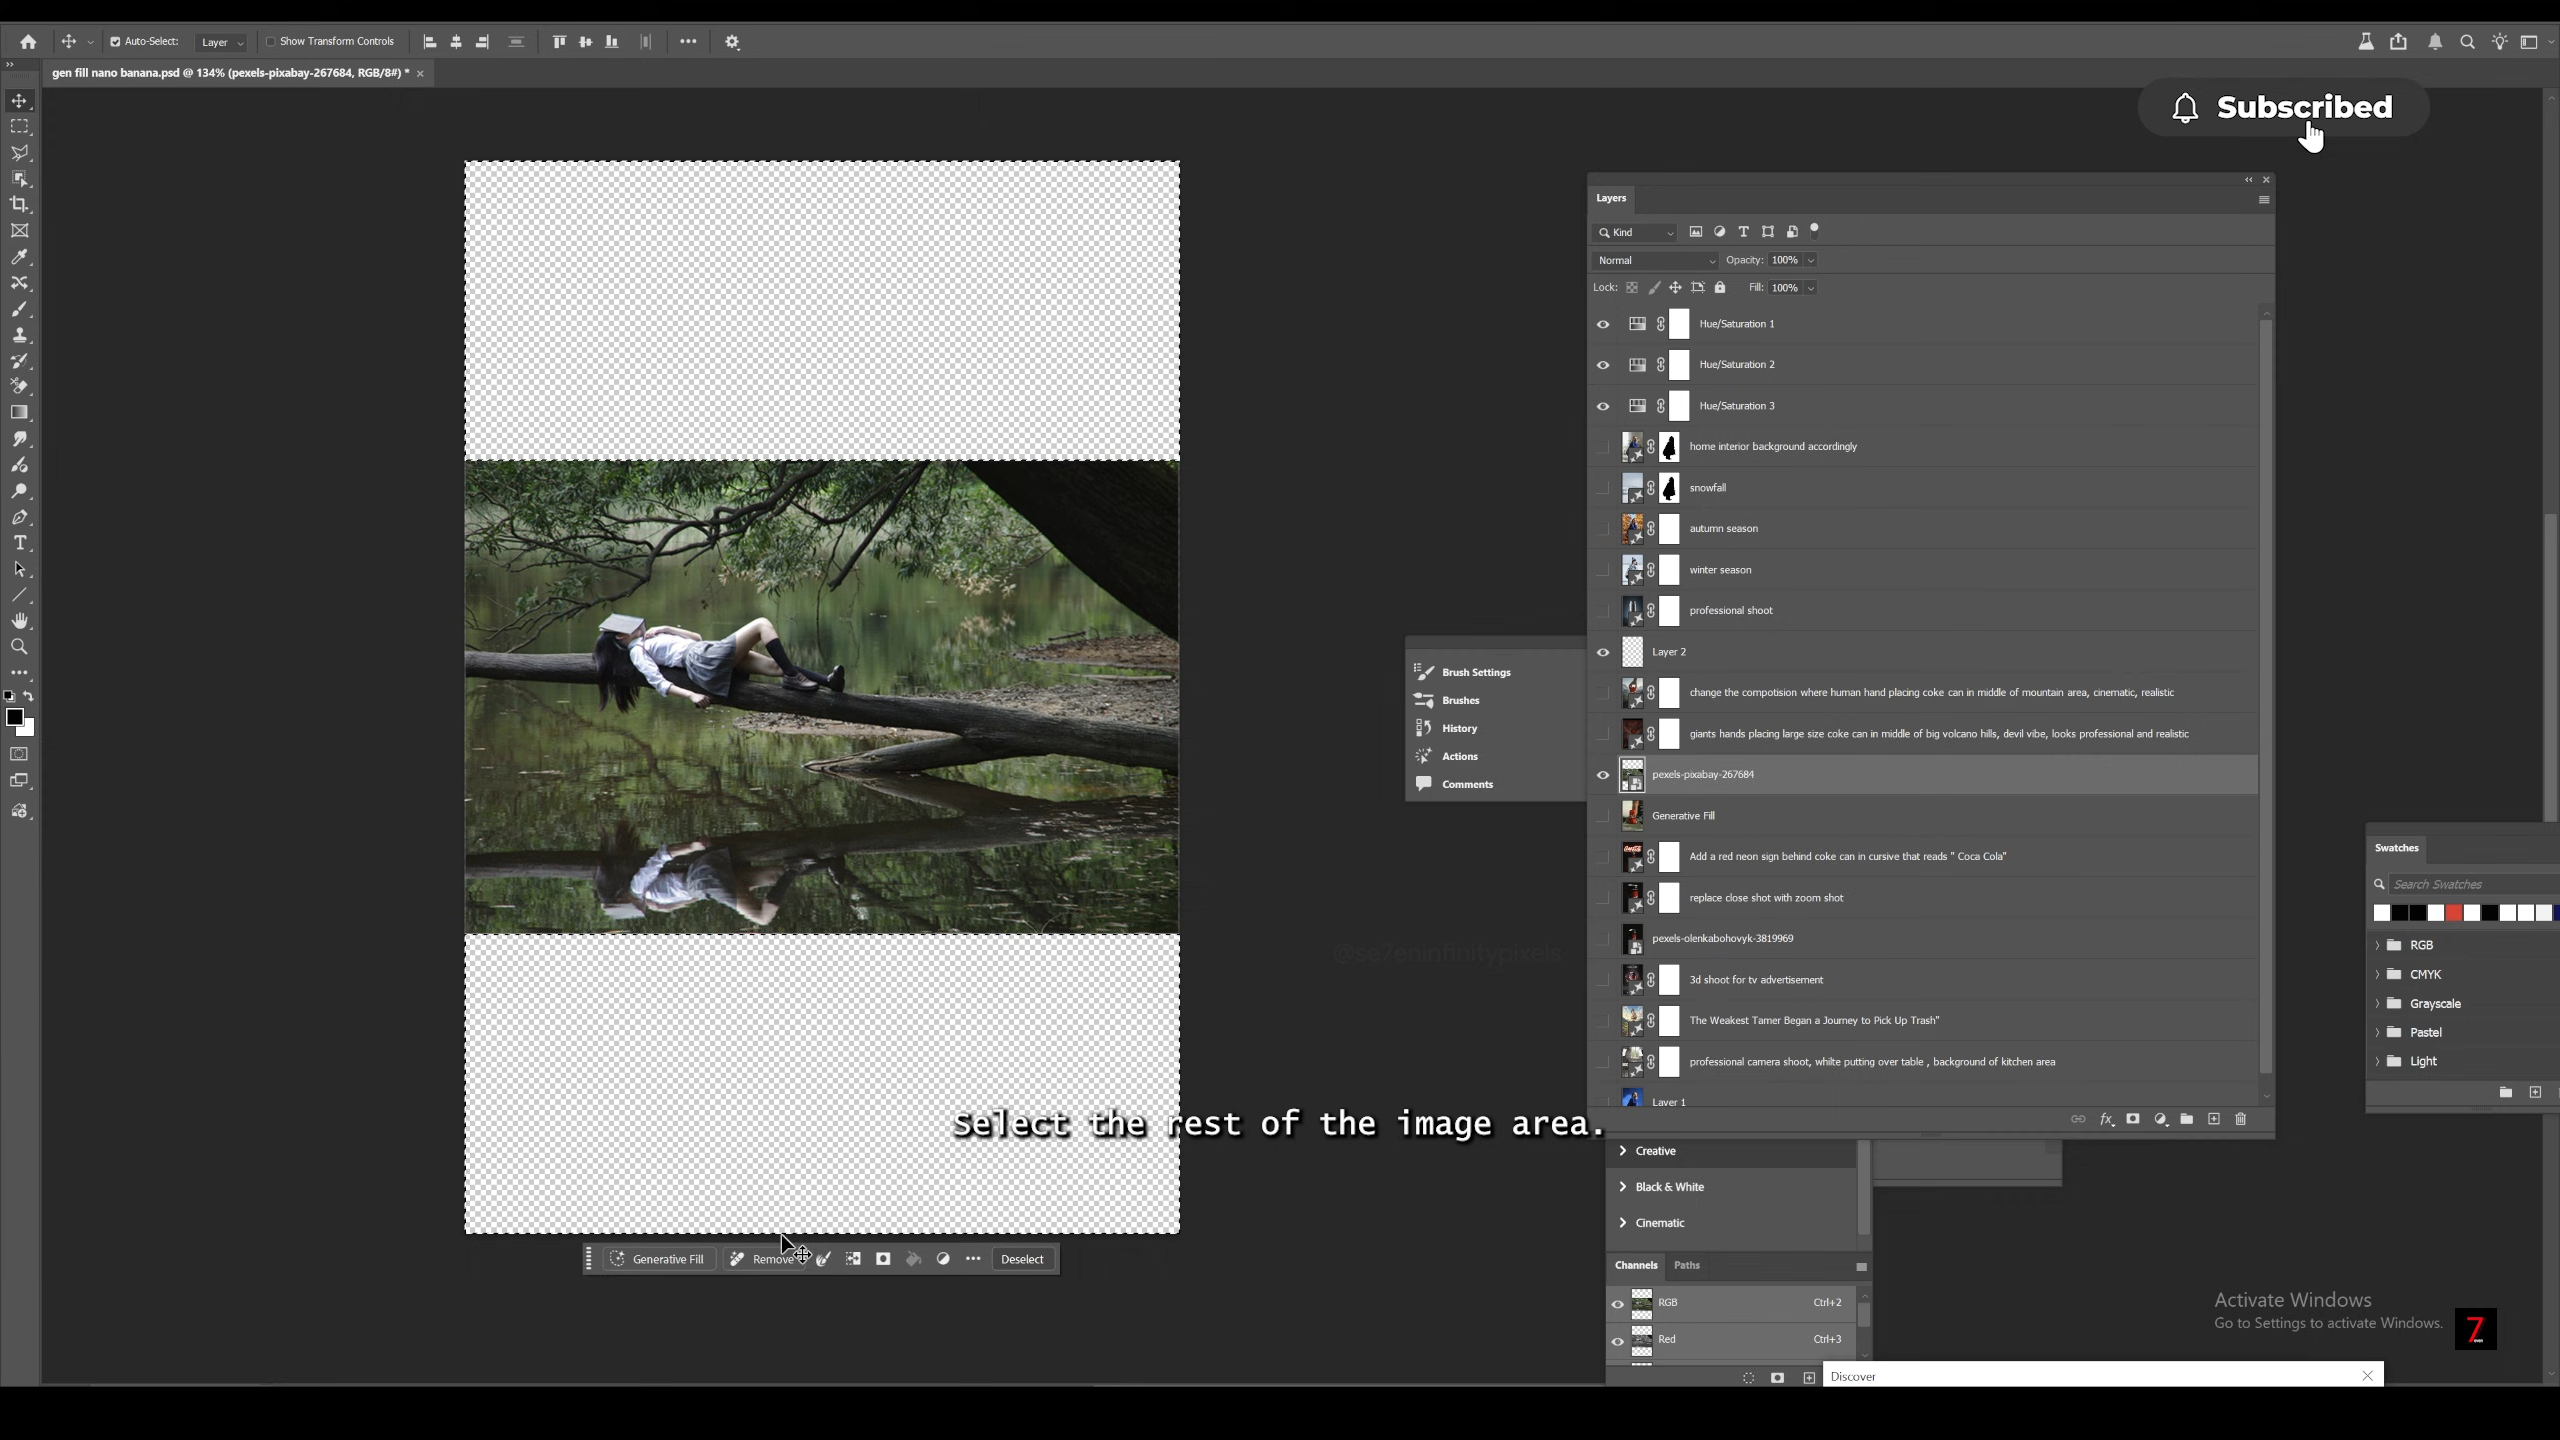 Auto-Select:
Layer
Show Transform Controls
gen fill nano banana.psd @ 134% (pexels-pixabay-267684, RGB/8#) *
Subscribed
Layers
Kind
Normal
Opacity: 100%
Lock:
Fill: 100%
Hue/Saturation 1
Hue/Saturation 2
Hue/Saturation 3
home interior background accordingly
snowfall
autumn season
winter season
professional shoot
Layer 2
change the compotision where human hand placing coke can in middle of mountain area, cinematic, realistic
giants hands placing large size coke can in middle of big volcano hills, devil vibe, looks professional and realistic
pexels-pixabay-267684
Generative Fill
Add a red neon sign behind coke can in cursive that reads " Coca Cola"
replace close shot with zoom shot
pexels-olenkabohovyk-3819969
3d shoot for tv advertisement
The Weakest Tamer Began a Journey to Pick Up Trash"
professional camera shoot, whilte putting over table , background of kitchen area
Layer 1
Brush Settings
Brushes
History
Actions
Comments
@se7eninfinitypixels
Swatches
Search Swatches
RGB
CMYK
Grayscale
Pastel
Light
Select the rest of the image area.
Creative
Black & White
Cinematic
Generative Fill
Remove
Deselect
Channels
Paths
RGB
Ctrl+2
Red
Ctrl+3
Activate Windows
Go to Settings to activate Windows.
Discover